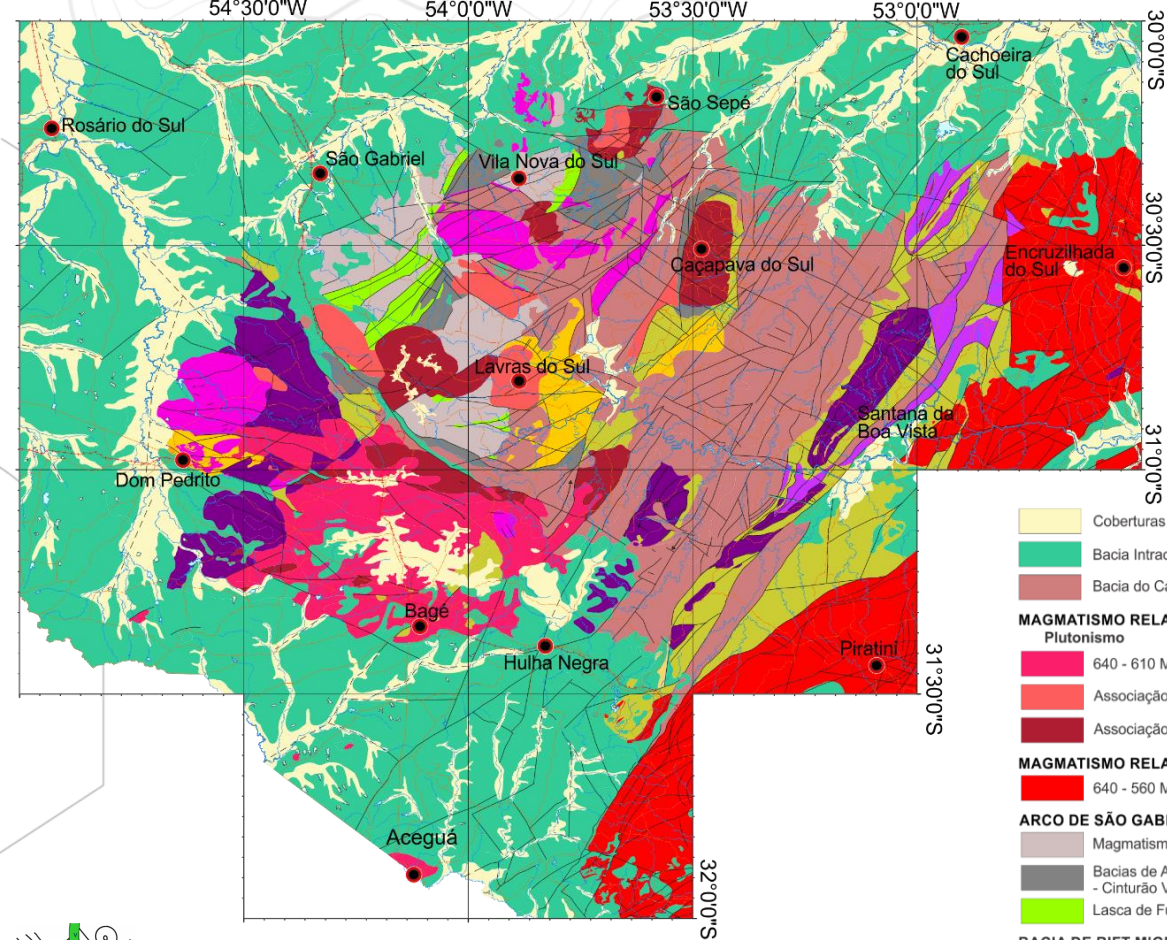 54°30'0"W
54°0'0"W
53°30'0"W
53°0'0"W
30°0'0"S
Cachoeira
do Sul
São Sepé
Rosário do Sul
São Gabriel
Vila Nova do Sul
30°30'0"S
Encruzilhada
do Sul
Caçapava do Sul
Lavras do Sul
Santana da
Boa Vista
31°0'0"S
Dom Pedrito
Bagé
Hulha Negra
Piratini
31°30'0"S
Aceguá
32°0'0"S
Coberturas
Bacia Intrac
Bacia do Ca
MAGMATISMO RELA
Plutonismo
640 - 610 M
Associação
Associação
MAGMATISMO RELA
640 - 560 M
ARCO DE SÃO GABI
Magmatism
Bacias de A
- Cinturão V
Lasca de Fu